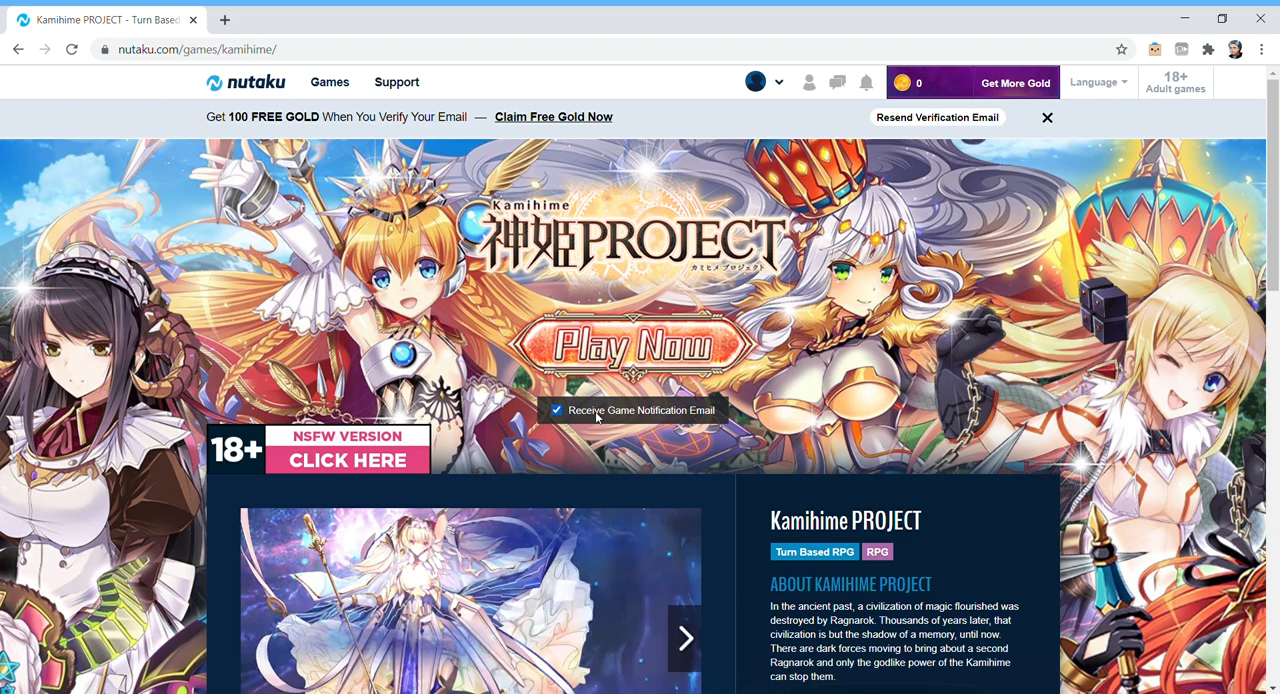 Kamihime PROJECT - Turn Based
nutaku.com/games/kamihime/
nutaku
Games
Support
0
Get More Gold
Language
18+
Adult games
Get 100 FREE GOLD When You Verify Your Email — Claim Free Gold Now
Resend Verification Email
Kamihime
神姫PROJECT
カミヒメ プロジェクト
Play Now
Receive Game Notification Email
18+
NSFW VERSION
CLICK HERE
Kamihime PROJECT
Turn Based RPG
RPG
ABOUT KAMIHIME PROJECT
In the ancient past, a civilization of magic flourished was
destroyed by Ragnarok. Thousands of years later, that
civilization is but the shadow of a memory, until now.
There are dark forces moving to bring about a second
Ragnarok and only the godlike power of the Kamihime
can stop them.